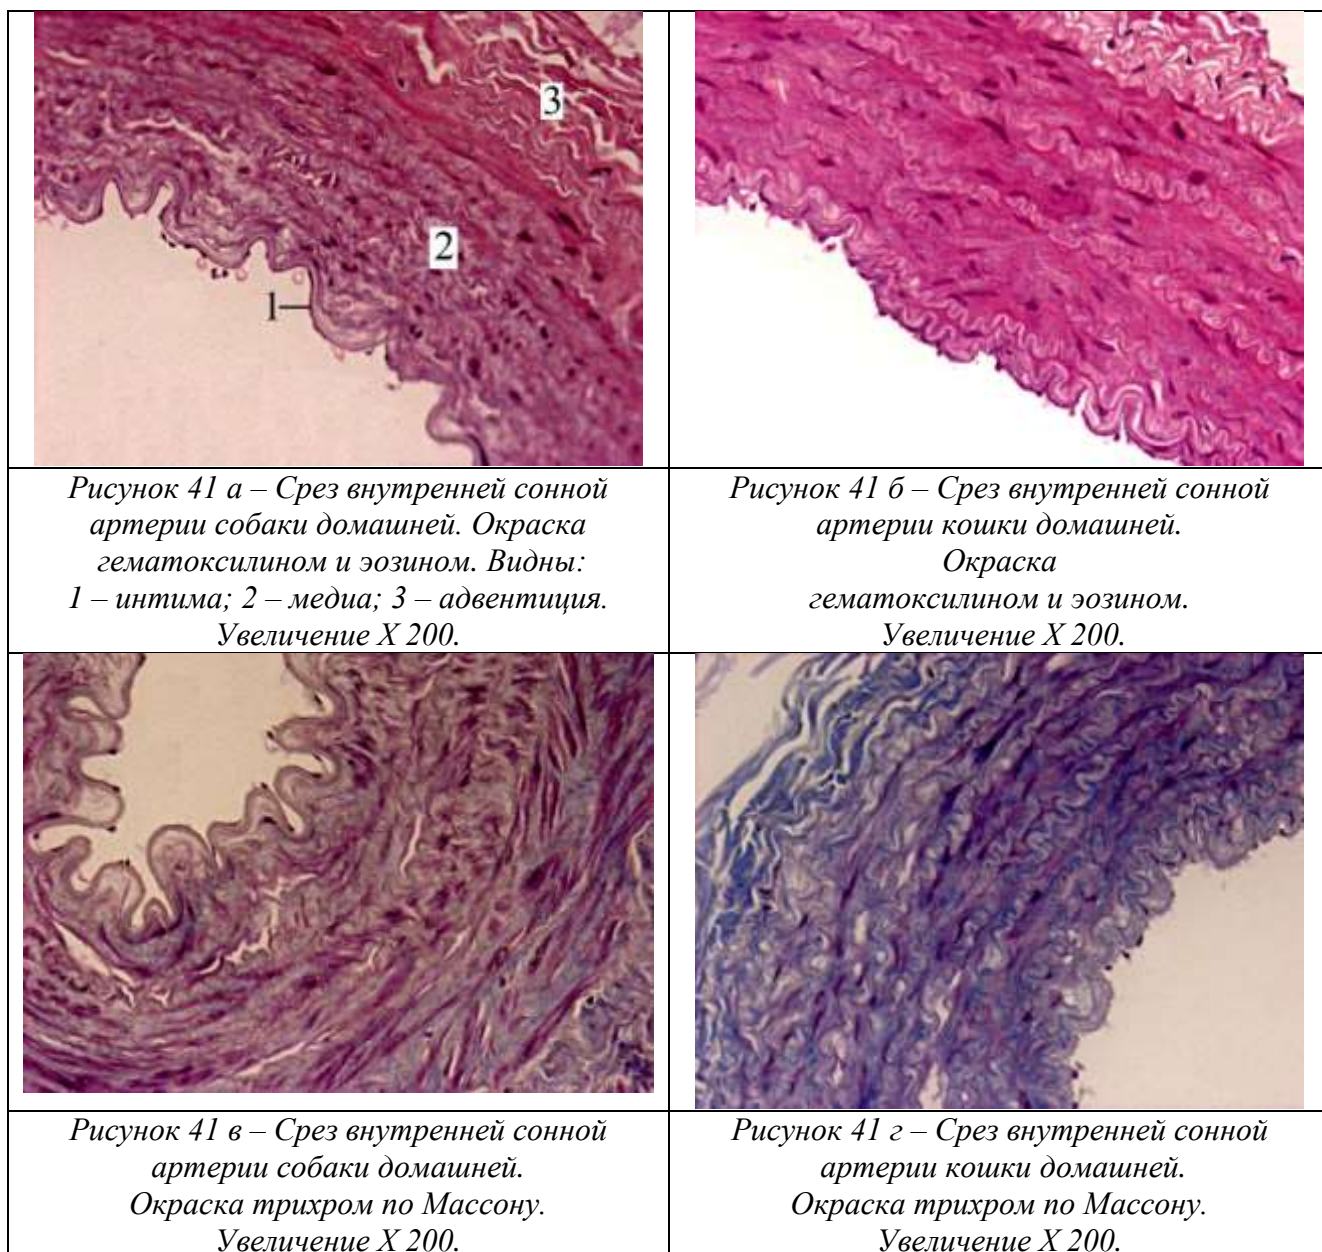 3
2
1
Рисунок 41 а – Срез внутренней сонной
артерии собаки домашней. Окраска
гематоксилином и эозином. Видны:
1 – интима; 2 – медиа; 3 – адвентиция.
Увеличение Х 200.
Рисунок 41 б – Срез внутренней сонной
артерии кошки домашней.
Окраска
гематоксилином и эозином.
Увеличение Х 200.
Рисунок 41 в – Срез внутренней сонной
артерии собаки домашней.
Окраска трихром по Массону.
Увеличение Х 200.
Рисунок 41 г – Срез внутренней сонной
артерии кошки домашней.
Окраска трихром по Массону.
Увеличение Х 200.